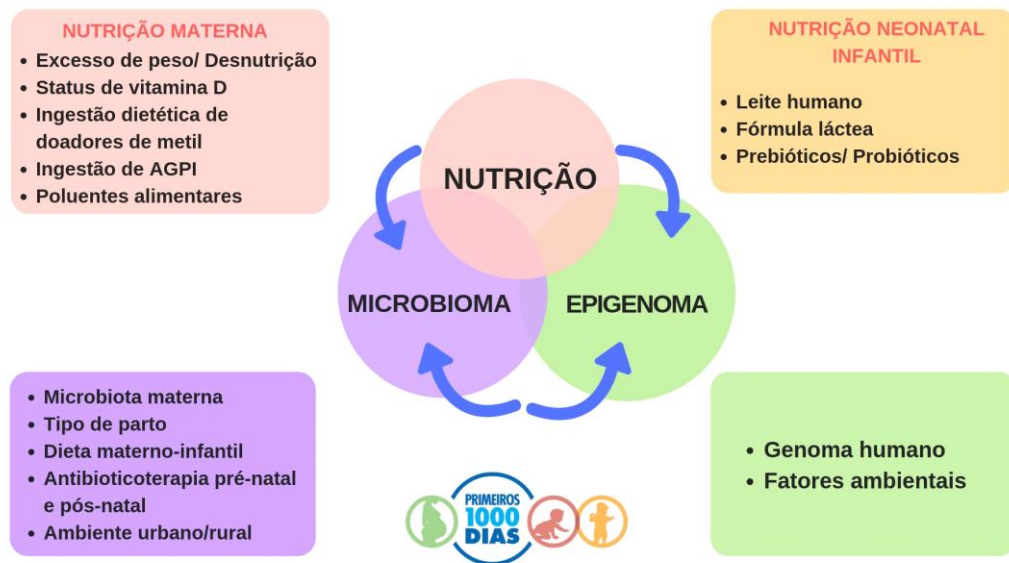 NUTRIÇÃO MATERNA
• Excesso de peso/ Desnutrição
• Status de vitamina D
• Ingestão dietética de
doadores de metil
• Ingestão de AGPI
• Poluentes alimentares
NUTRIÇÃO NEONATAL
INFANTIL
• Leite humano
• Fórmula láctea
• Prebióticos/ Probióticos
NUTRIÇÃO
MICROBIOMA
EPIGENOMA
• Microbiota materna
• Tipo de parto
• Dieta materno-infantil
• Antibioticoterapia pré-natal
e pós-natal
• Ambiente urbano/rural
• Genoma humano
• Fatores ambientais
PRIMEIROS
1000
DIAS